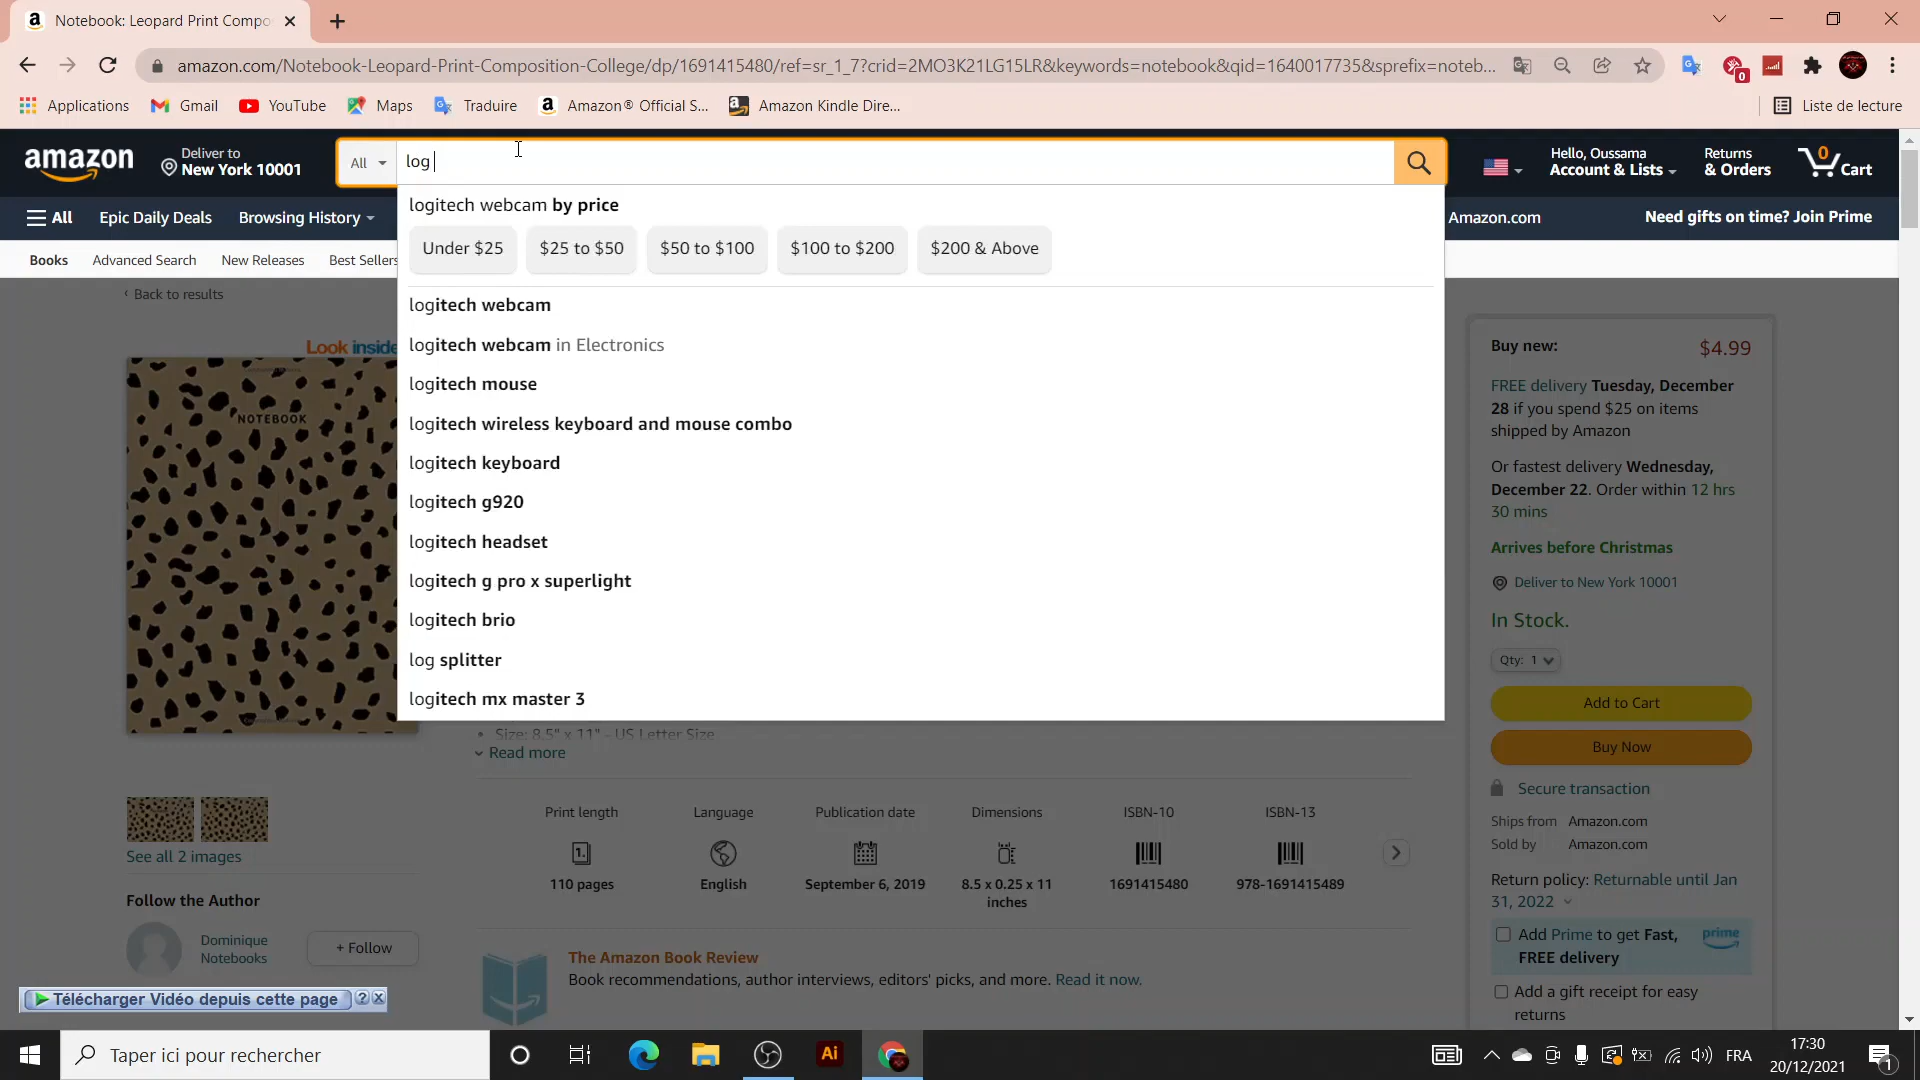 Notebook: Leopard Print Compo
amazon.com/Notebook-Leopard-Print-Composition-College/dp/1691415480/ref=sr_1_7?crid=2MO3K21LG15LR&keywords=notebook&qid=1640017735&sprefix=noteb...
0
Applications
Gmail
YouTube
Maps
Traduire
Amazon® Official S...
Amazon Kindle Dire...
Liste de lecture
amazon
Deliver to
New York 10001
All
log
Hello, Oussama
Account & Lists
Returns
& Orders
0
Cart
All
Epic Daily Deals
Browsing History
Amazon.com
Need gifts on time? Join Prime
Books
Advanced Search
New Releases
Best Sellers
logitech webcam by price
Under $25
$25 to $50
$50 to $100
$100 to $200
$200 & Above
logitech webcam
logitech webcam in Electronics
logitech mouse
logitech wireless keyboard and mouse combo
logitech keyboard
logitech g920
logitech headset
logitech g pro x superlight
logitech brio
log splitter
logitech mx master 3
‹ Back to results
Look inside
NOTEBOOK
Size: 8.5" x 11" - US Letter Size
Read more
See all 2 images
Follow the Author
Dominique
Notebooks
+ Follow
Print length
110 pages
Language
English
Publication date
September 6, 2019
Dimensions
8.5 x 0.25 x 11
inches
ISBN-10
1691415480
ISBN-13
978-1691415489
The Amazon Book Review
Book recommendations, author interviews, editors' picks, and more. Read it now.
Buy new:
$4.99
FREE delivery Tuesday, December
28 if you spend $25 on items
shipped by Amazon
Or fastest delivery Wednesday,
December 22. Order within 12 hrs
30 mins
Arrives before Christmas
Deliver to New York 10001
In Stock.
Qty: 1
Add to Cart
Buy Now
Secure transaction
Ships from Amazon.com
Sold by Amazon.com
Return policy: Returnable until Jan
31, 2022
Add Prime to get Fast,
FREE delivery
prime
Add a gift receipt for easy
returns
Télécharger Vidéo depuis cette page
?
Taper ici pour rechercher
Ai
FRA
17:30
20/12/2021
1